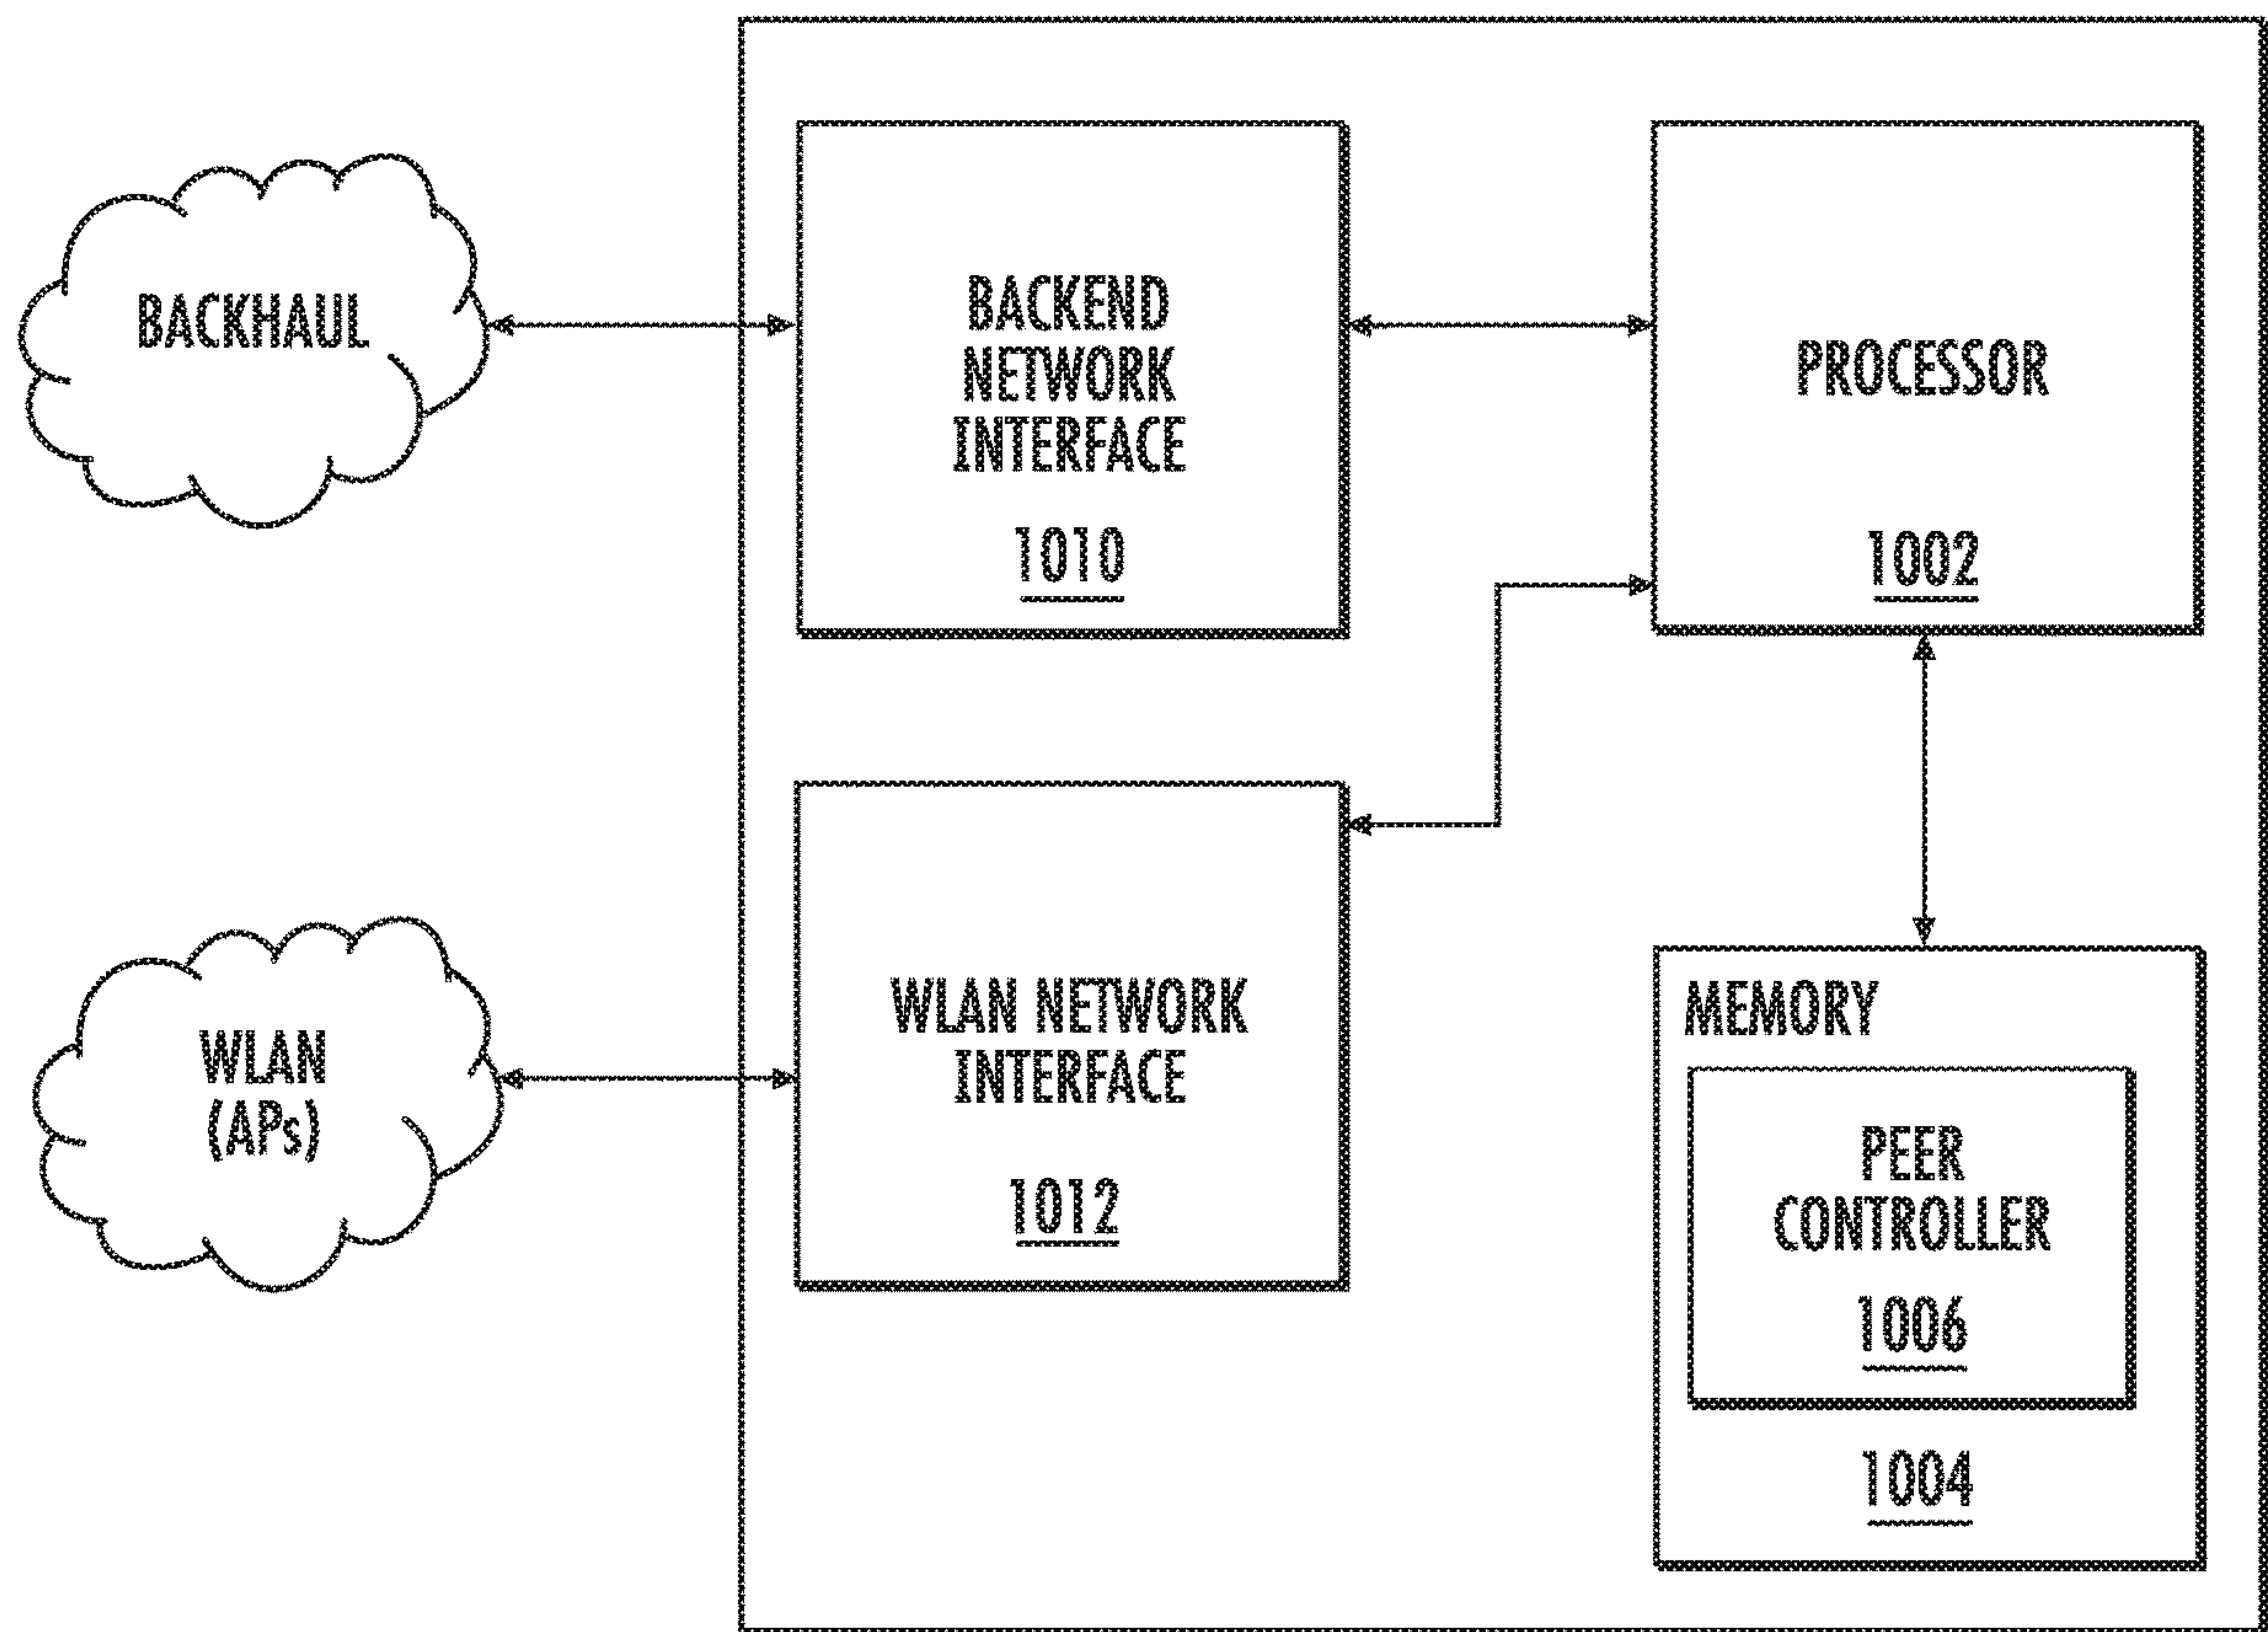 BACKHAUL
BACKEND
NETWORK
INTERFACE
1010
PROCESSOR
1002
WLAN
(APs)
WLAN NETWORK
INTERFACE
1012
MEMORY
PEER
CONTROLLER
1006
1004